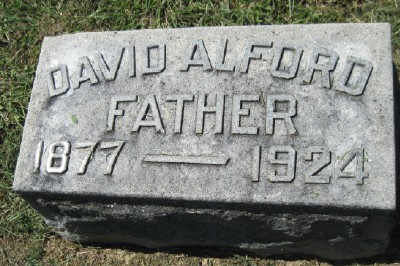 DAVID ALFORD
FATHER
1877 — 1924